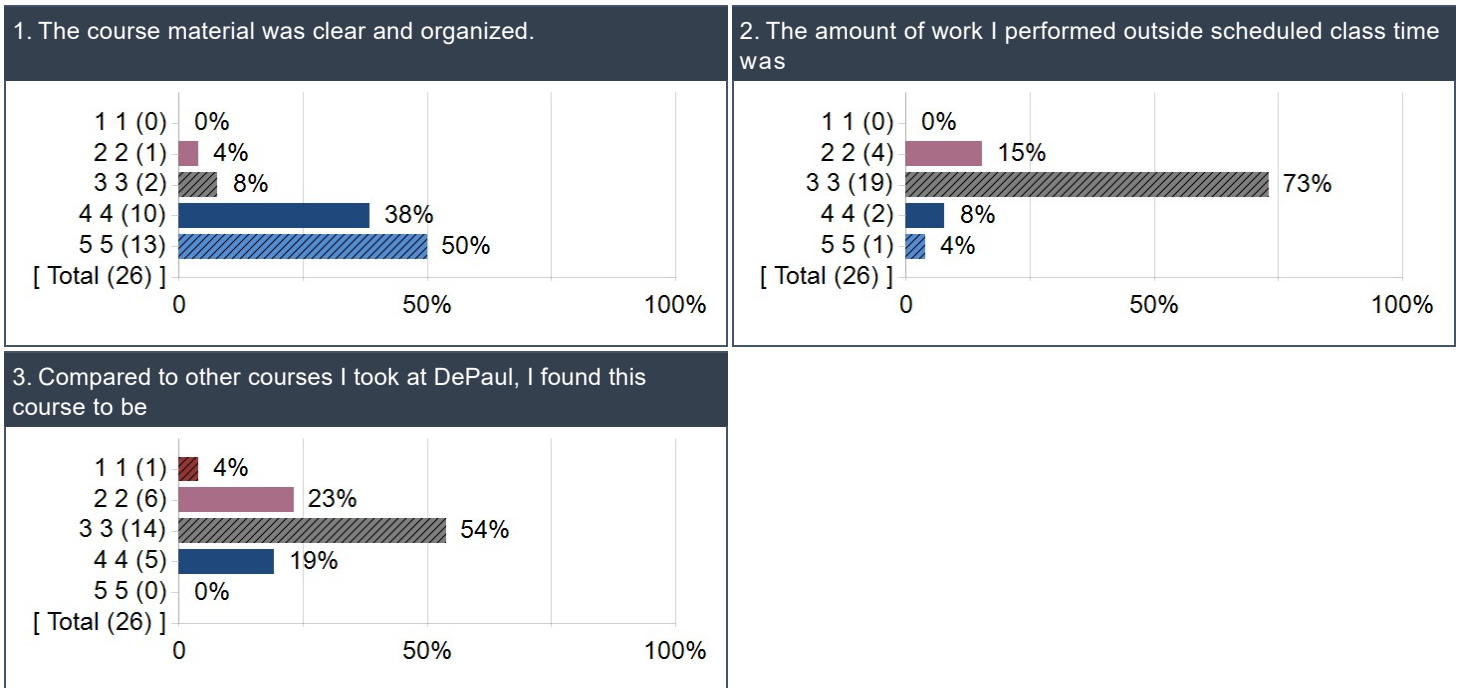 1. The course material was clear and organized.
1 1 (0) 0%
2 2 (1) 4%
3 3 (2) 8%
4 4 (10) 38%
5 5 (13) 50%
[ Total (26) ]
0 50% 100%
2. The amount of work I performed outside scheduled class time
was
1 1 (0) 0%
2 2 (4) 15%
3 3 (19) 73%
4 4 (2) 8%
5 5 (1) 4%
[ Total (26) ]
0 50% 100%
3. Compared to other courses I took at DePaul, I found this
course to be
1 1 (1) 4%
2 2 (6) 23%
3 3 (14) 54%
4 4 (5) 19%
5 5 (0) 0%
[ Total (26) ]
0 50% 100%